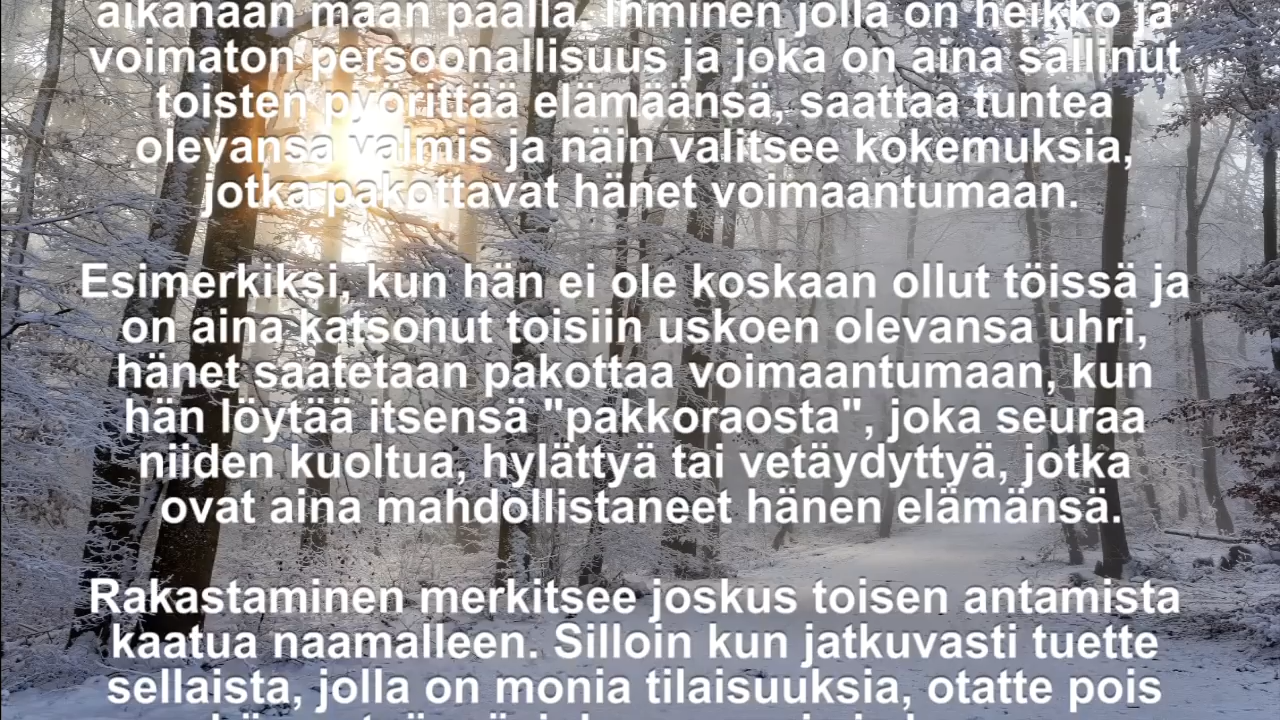 aikanaan maan päällä. Ihminen jolla on heikko ja
voimaton persoonallisuus ja joka on aina sallinut
toisten pyörittää elämäänsä, saattaa tuntea
olevansa valmis ja näin valitsee kokemuksia,
jotka pakottavat hänet voimaantumaan.
Esimerkiksi, kun hän ei ole koskaan ollut töissä ja
on aina katsonut toisiin uskoen olevansa uhri,
hänet saatetaan pakottaa voimaantumaan, kun
hän löytää itsensä "pakkoraosta", joka seuraa
niiden kuoltua, hylättyä tai vetäydyttyä, jotka
ovat aina mahdollistaneet hänen elämänsä.
Rakastaminen merkitsee joskus toisen antamista
kaatua naamalleen. Silloin kun jatkuvasti tuette
sellaista, jolla on monia tilaisuuksia, otatte pois